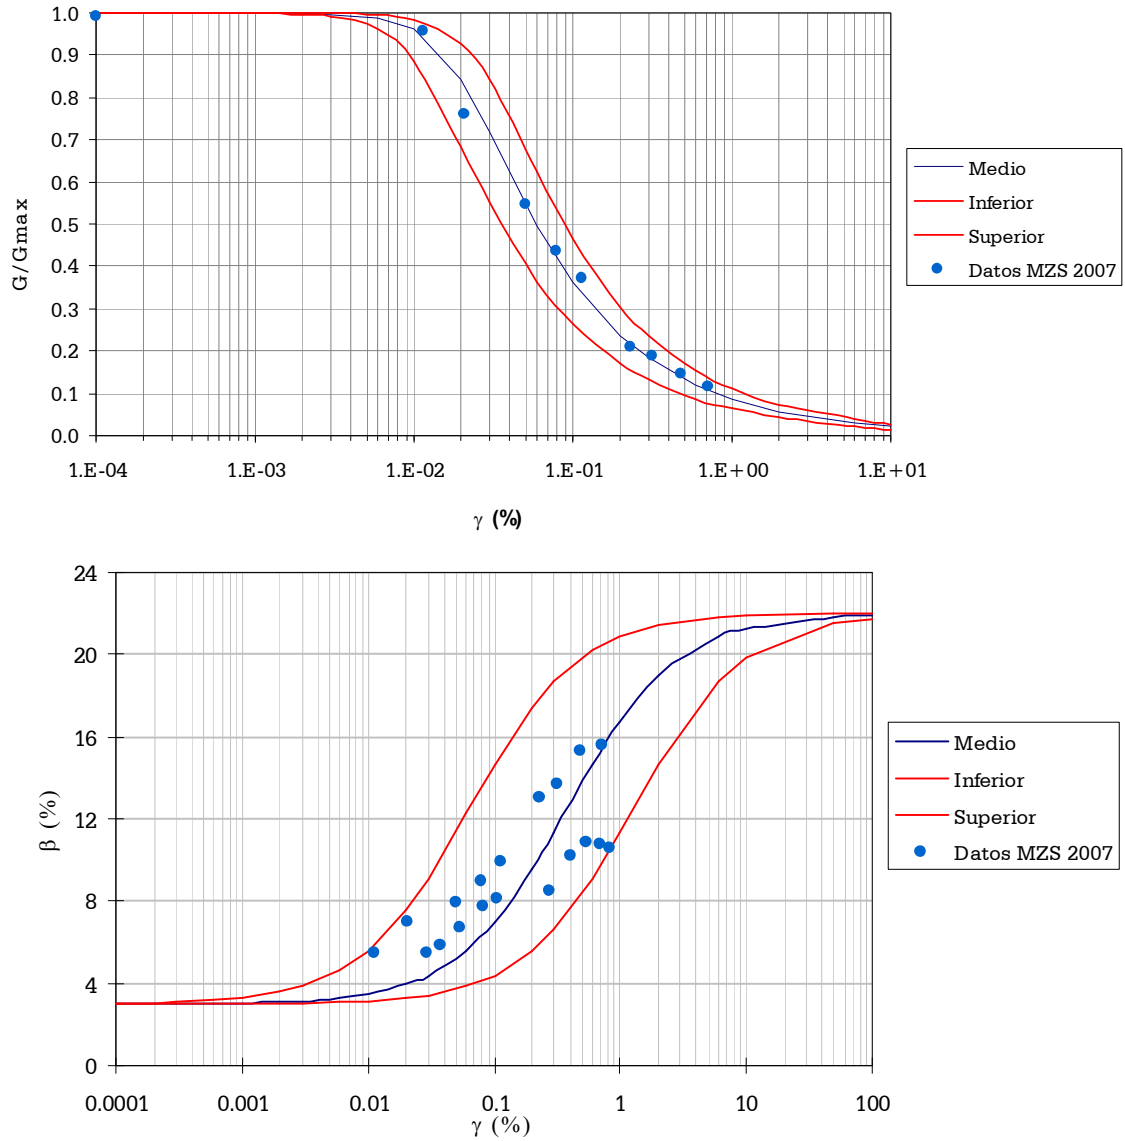 1.0
0.9
0.8
0.7
0.6
0.5
0.4
0.3
0.2
0.1
0.0
G/Gmax
1.E-04 1.E-03 1.E-02 1.E-01 1.E+00 1.E+01
γ (%)
Medio
Inferior
Superior
Datos MZS 2007
24
20
16
12
8
4
0
β (%)
0.0001 0.001 0.01 0.1 1 10 100
γ (%)
Medio
Inferior
Superior
Datos MZS 2007